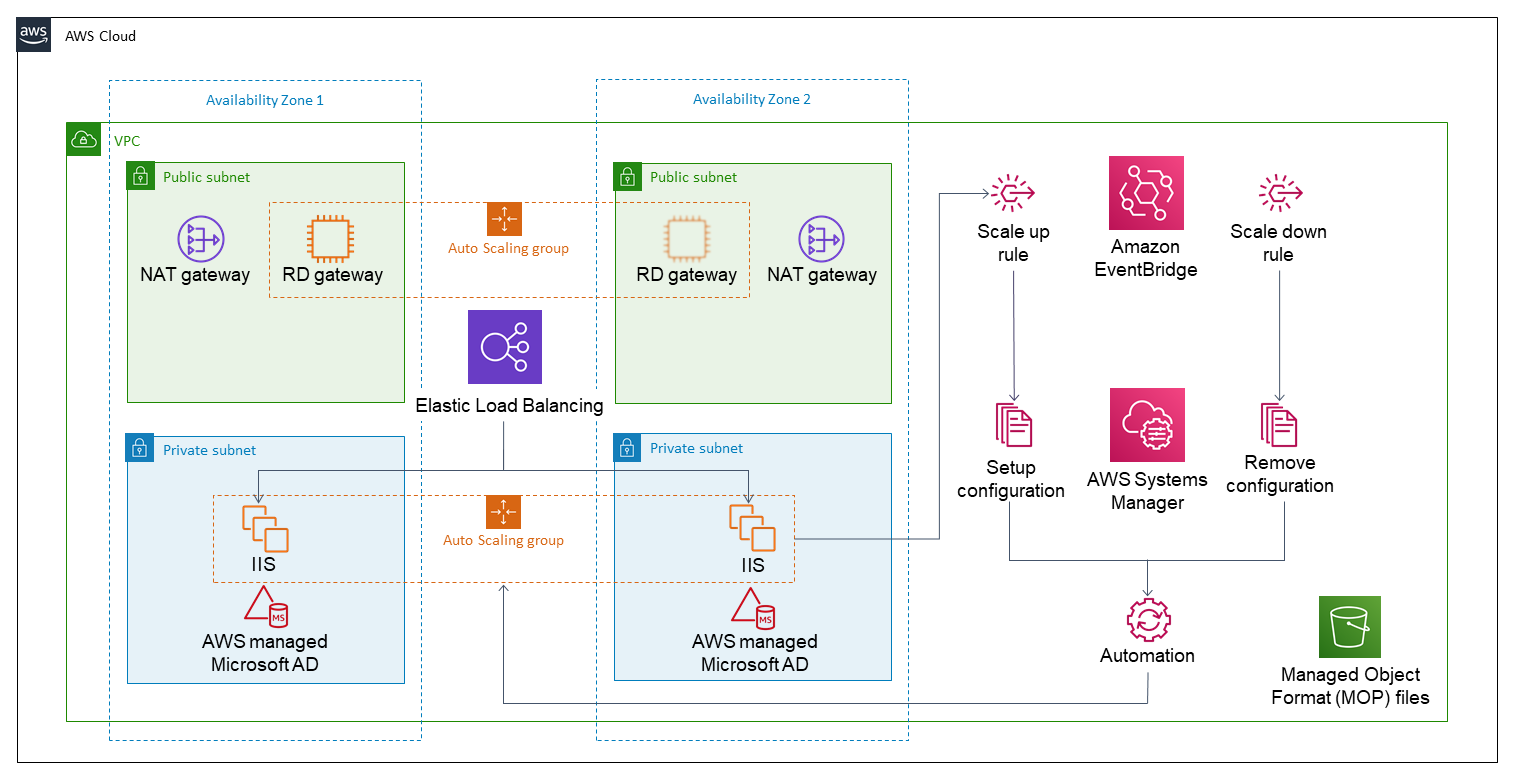 aws
AWS Cloud
Availability Zone 1
Availability Zone 2
VPC
Public subnet
Public subnet
NAT gateway
RD gateway
Auto Scaling group
RD gateway
NAT gateway
Scale up
rule
Amazon
EventBridge
Scale down
rule
Elastic Load Balancing
Private subnet
Private subnet
Setup
configuration
AWS Systems
Manager
Remove
configuration
IIS
Auto Scaling group
IIS
MS
AWS managed
Microsoft AD
MS
AWS managed
Microsoft AD
Automation
Managed Object
Format (MOP) files